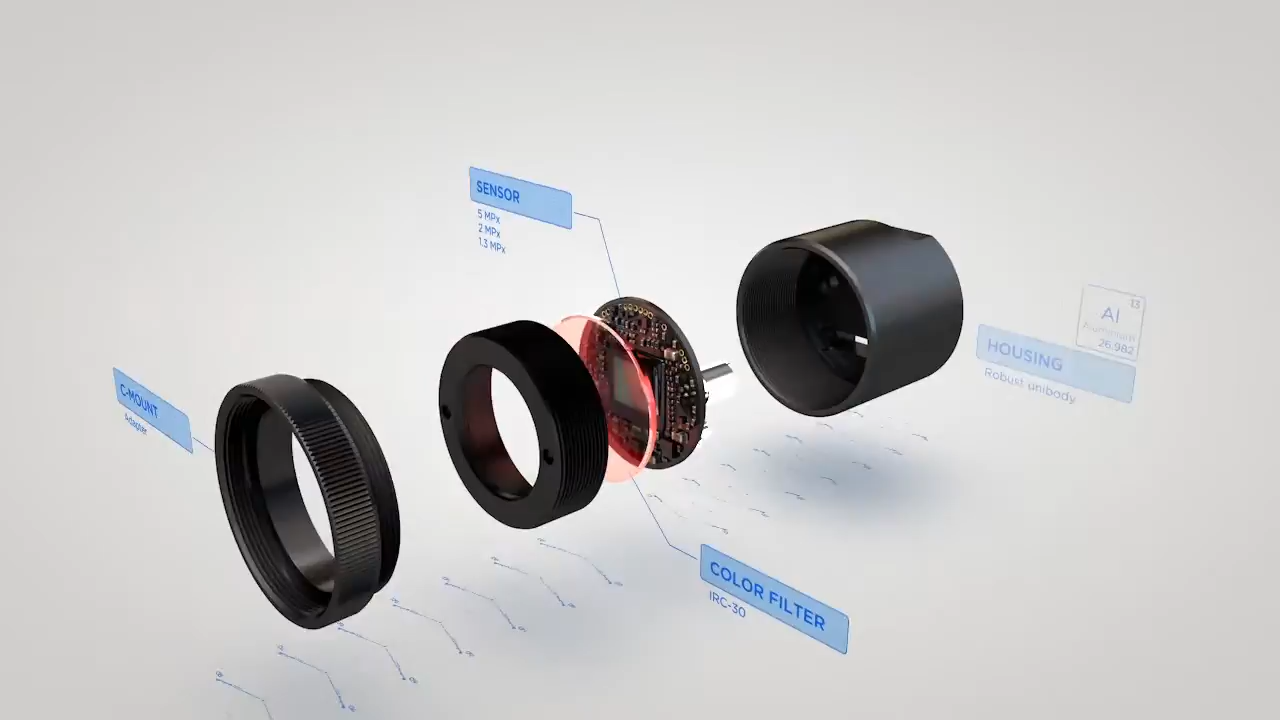 SENSOR
5 MPx
2 MPx
1.3 MPx
C-MOUNT
Adapter
13
Al
Aluminium
26.982
HOUSING
Robust unibody
COLOR FILTER
IRC-30